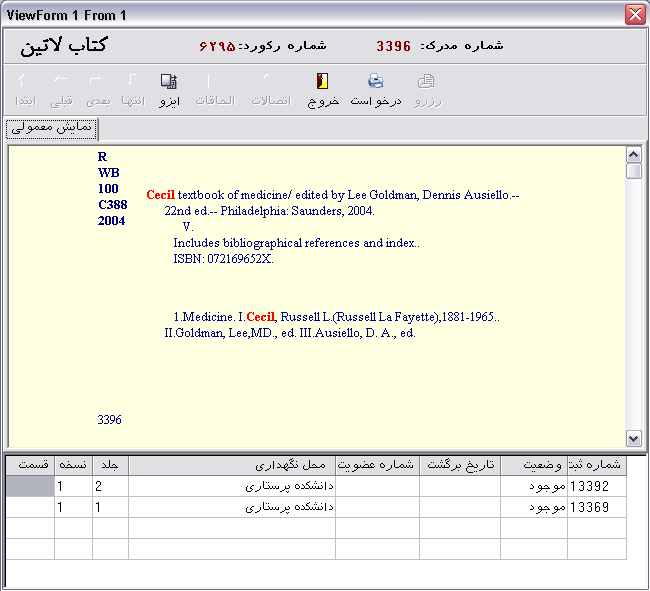 ViewForm 1 From 1
شماره مدرک: 3396 شماره رکورد: ۶۲۹۵ کتاب لاتین
رزرو درخواست خروج اتصالات الحاقات ایزو انتها بعدی قبلی ابتدا
نمایش معمولی
R
WB
100
C388
2004
Cecil textbook of medicine/ edited by Lee Goldman, Dennis Ausiello.--
22nd ed.-- Philadelphia: Saunders, 2004.
V.
Includes bibliographical references and index..
ISBN: 072169652X.
1.Medicine. I.Cecil, Russell L.(Russell La Fayette),1881-1965..
II.Goldman, Lee,MD., ed. III.Ausiello, D. A., ed.
3396
شماره ثبت وضعیت تاریخ برگشت شماره عضویت محل نگهداری جلد نسخه قسمت
13392 موجود دانشکده پرستاری 2 1
13369 موجود دانشکده پرستاری 1 1